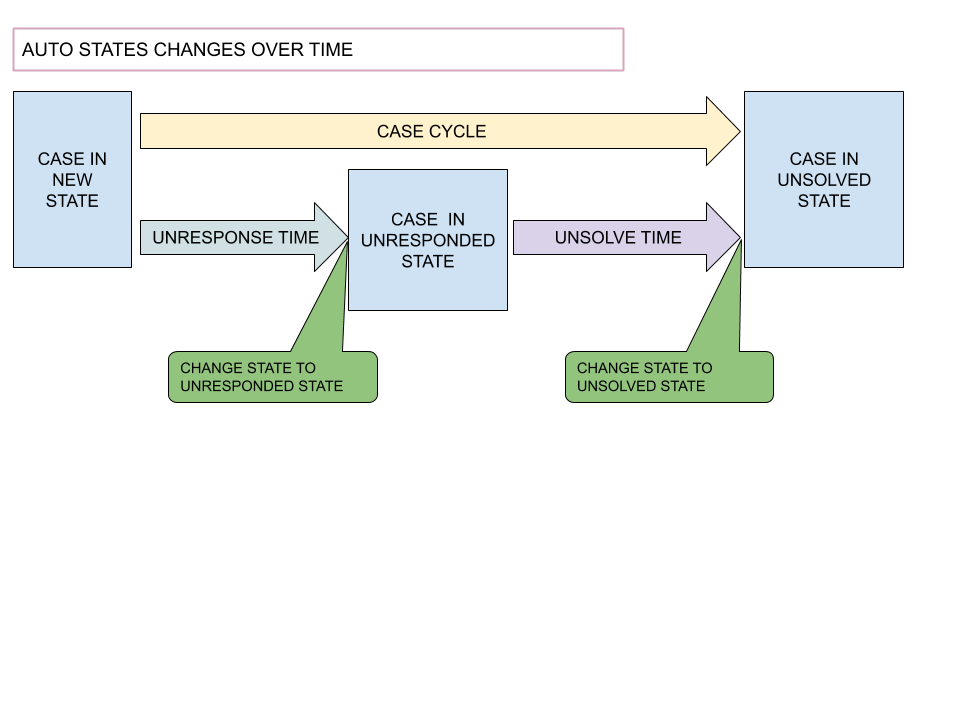 AUTO STATES CHANGES OVER TIME
CASE CYCLE
CASE IN
NEW
STATE
CASE IN
UNSOLVED
STATE
UNRESPONSE TIME
CASE IN
UNRESPONDED
STATE
UNSOLVE TIME
CHANGE STATE TO
UNRESPONDED STATE
CHANGE STATE TO
UNSOLVED STATE